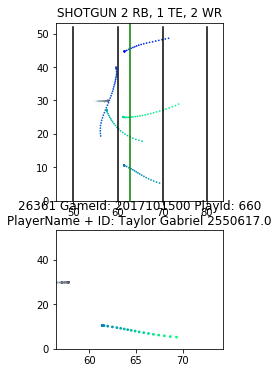 SHOTGUN 2 RB, 1 TE, 2 WR
50
40
30
20
10
0
50 60 70 80
26361 GameId: 2017101500 PlayId: 660
PlayerName + ID: Taylor Gabriel 2550617.0
40
20
0
60 65 70